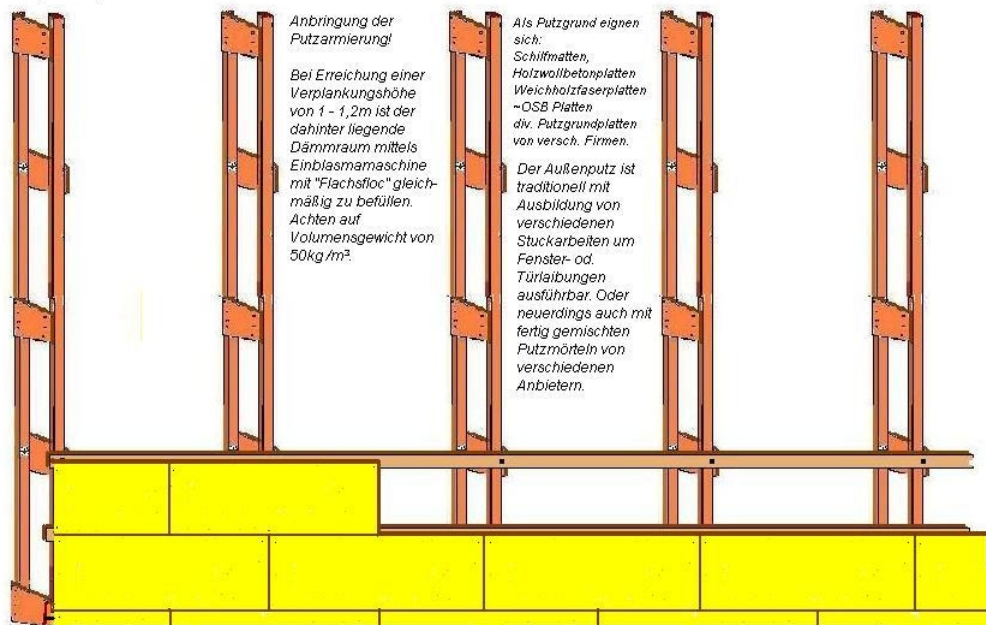 Anbringung der
Putzarmierung!
Bei Erreichung einer
Verplankungshöhe
von 1 - 1,2m ist der
dahinter liegende
Dämmraum mittels
Einblasmamaschine
mit "Flachsfloc" gleich-
mäßig zu befüllen.
Achten auf
Volumensgewicht von
50kg /m³.
Als Putzgrund eignen
sich:
Schilfmatten,
Holzwollbetonplatten
Weichholzfaserplatten
~OSB Platten
div. Putzgrundplatten
von versch. Firmen.
Der Außenputz ist
traditionell mit
Ausbildung von
verschiedenen
Stuckarbeiten um
Fenster- od.
Türlaibungen
ausführbar. Oder
neuerdings auch mit
fertig gemischten
Putzmörteln von
verschiedenen
Anbietern.